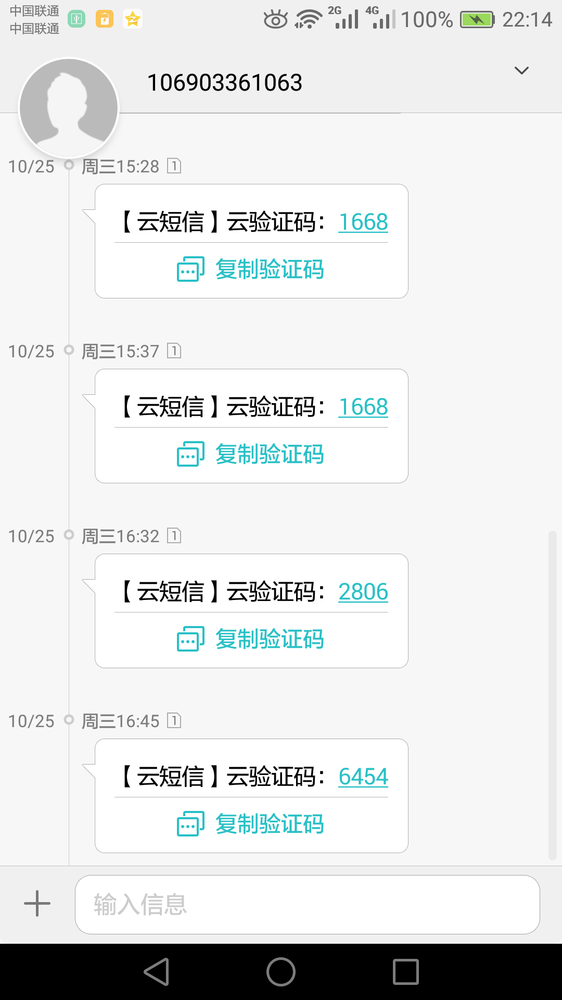 中国联通
中国联通
2G 4G 100% 22:14
106903361063
10/25 周三15:28 1
【云短信】云验证码：1668
复制验证码
10/25 周三15:37 1
【云短信】云验证码：1668
复制验证码
10/25 周三16:32 1
【云短信】云验证码：2806
复制验证码
10/25 周三16:45 1
【云短信】云验证码：6454
复制验证码
输入信息